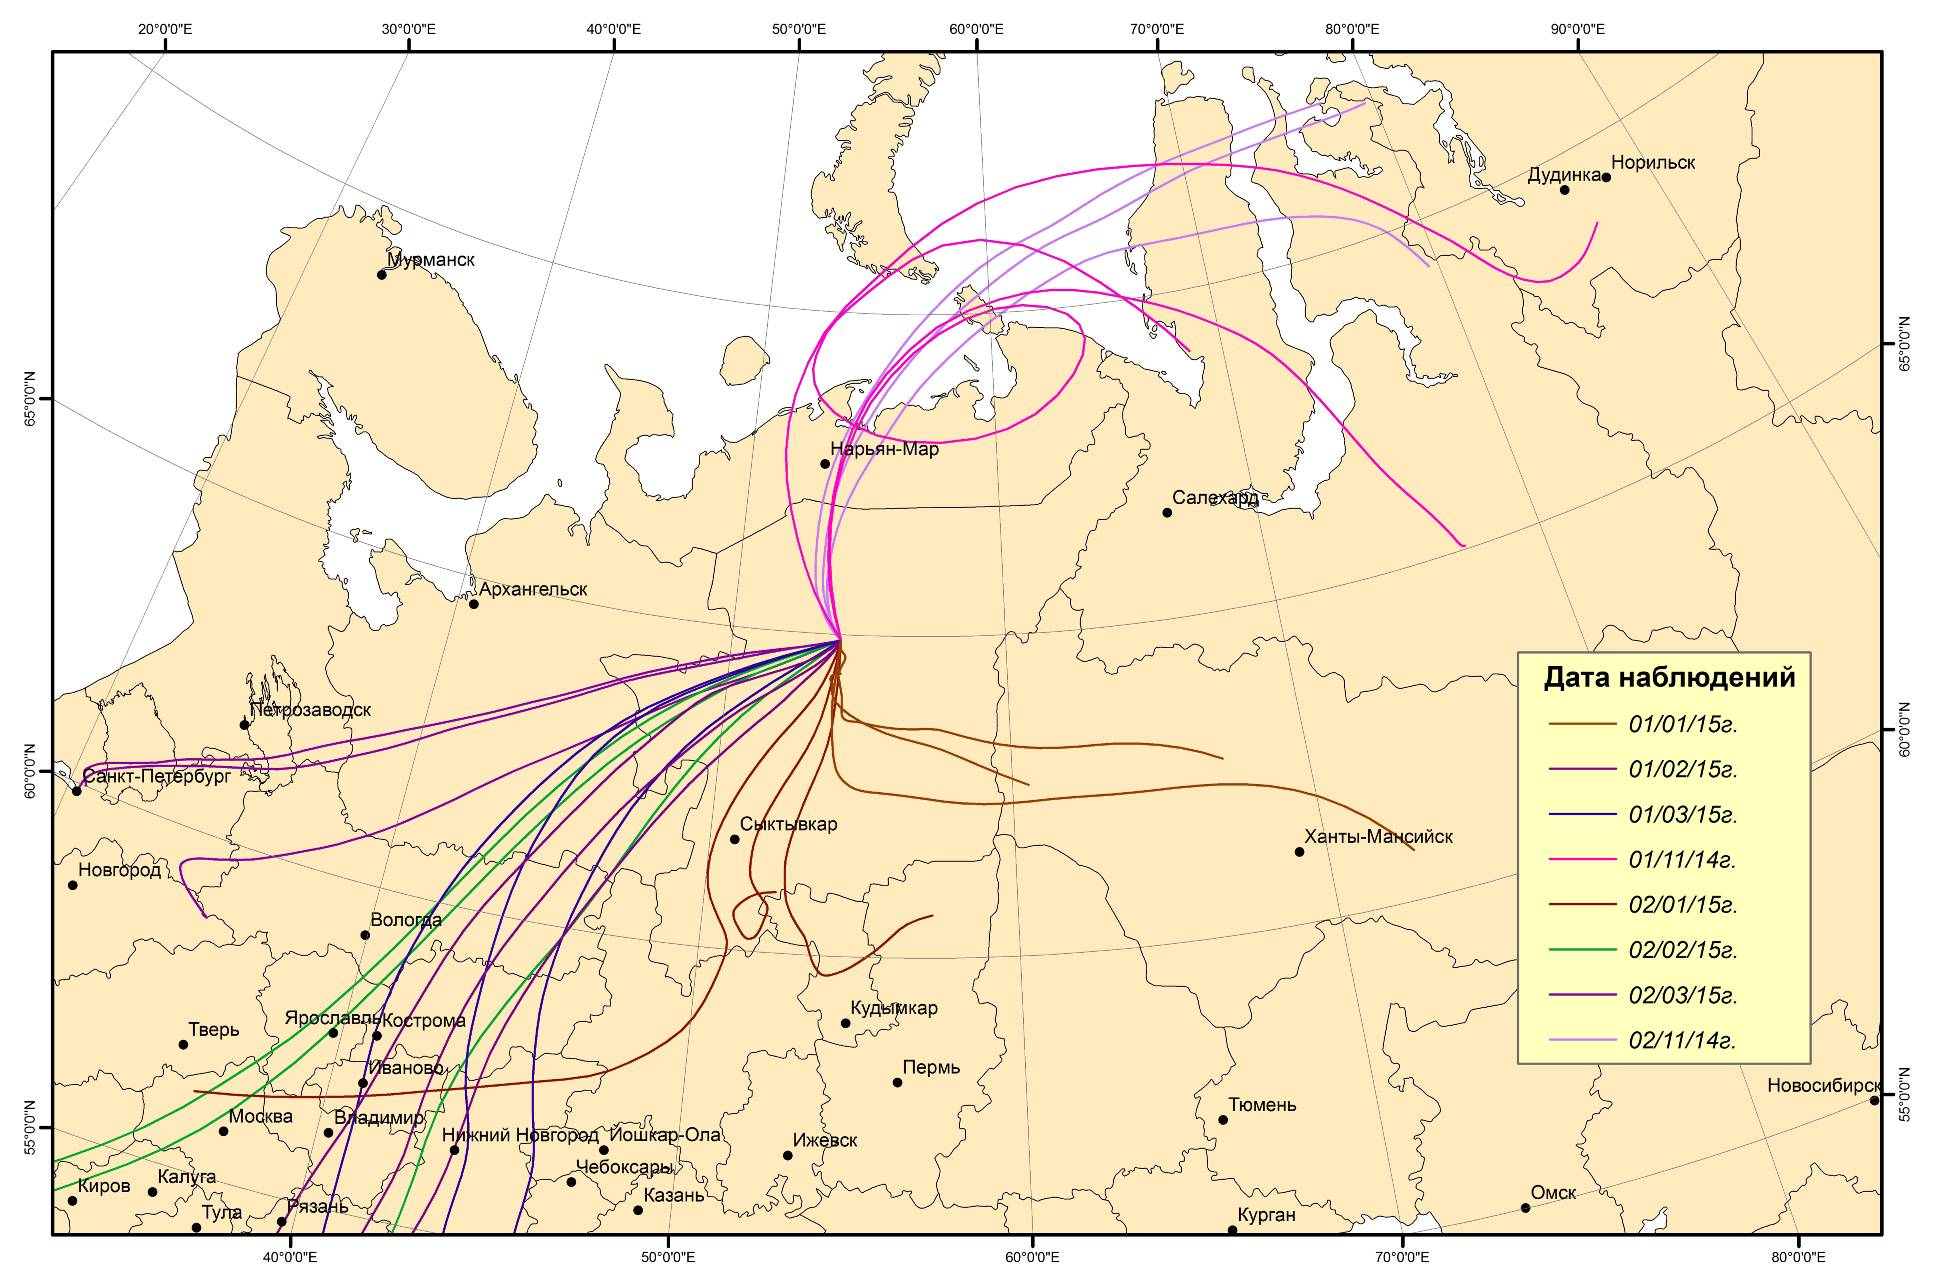 20°0'0"E 30°0'0"E 40°0'0"E 50°0'0"E 60°0'0"E 70°0'0"E 80°0'0"E 90°0'0"E
Норильск
Дудинка
Мурманск
65°0'0"N
65°0'0"N
Нарьян-Мар
Салехард
Архангельск
Дата наблюдений
01/01/15г.
01/02/15г.
01/03/15г.
01/11/14г.
02/01/15г.
02/02/15г.
02/03/15г.
02/11/14г.
Петрозаводск
60°0'0"N
60°0'0"N
Санкт-Петербург
Сыктывкар
Ханты-Мансийск
Новгород
Вологда
Кудымкар
Ярославль
Кострома
Тверь
Иваново
Пермь
Новосибирск
55°0'0"N
55°0'0"N
Тюмень
Москва
Владимир
Нижний Новгород
Йошкар-Ола
Ижевск
Чебоксары
Калуга
Киров
Казань
Омск
Рязань
Тула
Курган
40°0'0"E 50°0'0"E 60°0'0"E 70°0'0"E 80°0'0"E